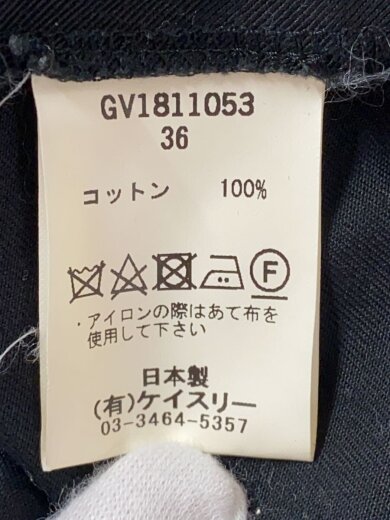 GV1811053
36
コットン 100%
F
・アイロンの際はあて布を
使用して下さい
日本製
(有)ケイスリー
03-3464-5357